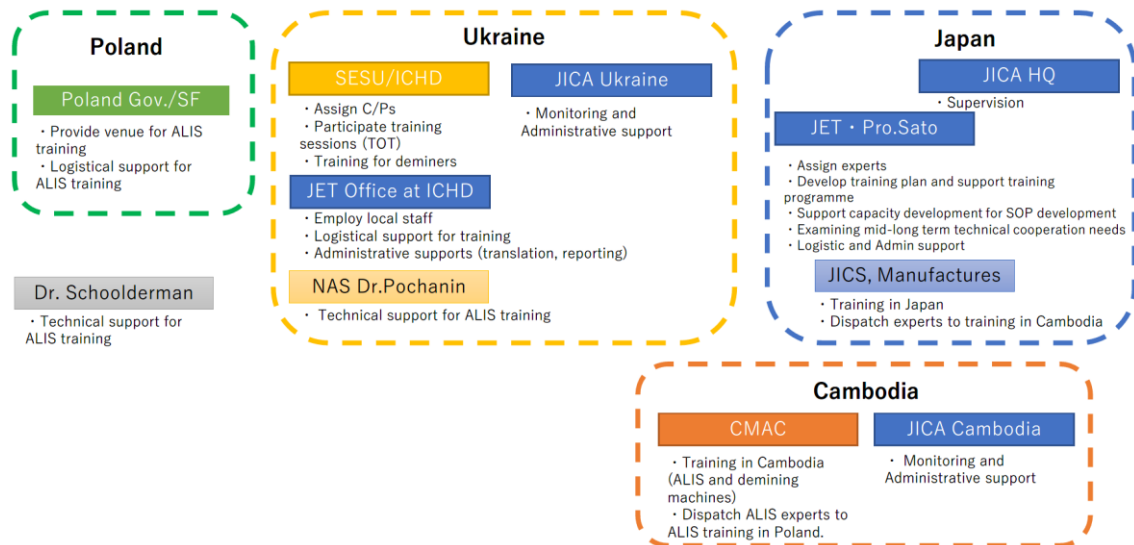 Poland
Poland Gov./SF
・Provide venue for ALIS
training
・Logistical support for
ALIS training
Dr. Schoolderman
・Technical support for
ALIS training
Ukraine
SESU/ICHD
・Assign C/Ps
・Participate training
sessions (TOT)
・Training for deminers
JICA Ukraine
・Monitoring and
Administrative support
JET Office at ICHD
・Employ local staff
・Logistical support for training
・Administrative supports (translation, reporting)
NAS Dr.Pochanin
・Technical support for ALIS training
Japan
JICA HQ
・Supervision
JET・Pro.Sato
・Assign experts
・Develop training plan and support training
programme
・Support capacity development for SOP development
・Examining mid-long term technical cooperation needs
・Logistic and Admin support
JICS, Manufactures
・Training in Japan
・Dispatch experts to training in Cambodia
Cambodia
CMAC
・Training in Cambodia
(ALIS and demining
machines)
・Dispatch ALIS experts to
ALIS training in Poland.
JICA Cambodia
・Monitoring and
Administrative support